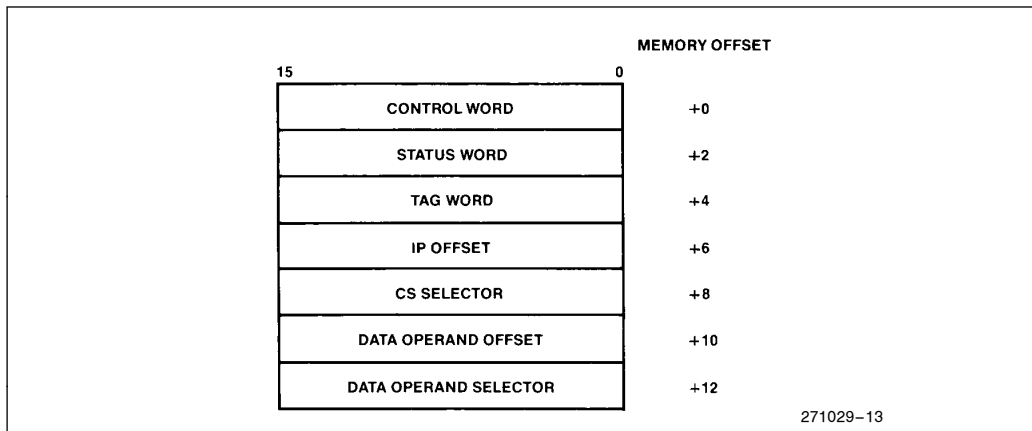 MEMORY OFFSET
15 0
CONTROL WORD +0
STATUS WORD +2
TAG WORD +4
IP OFFSET +6
CS SELECTOR +8
DATA OPERAND OFFSET +10
DATA OPERAND SELECTOR +12
271029–13